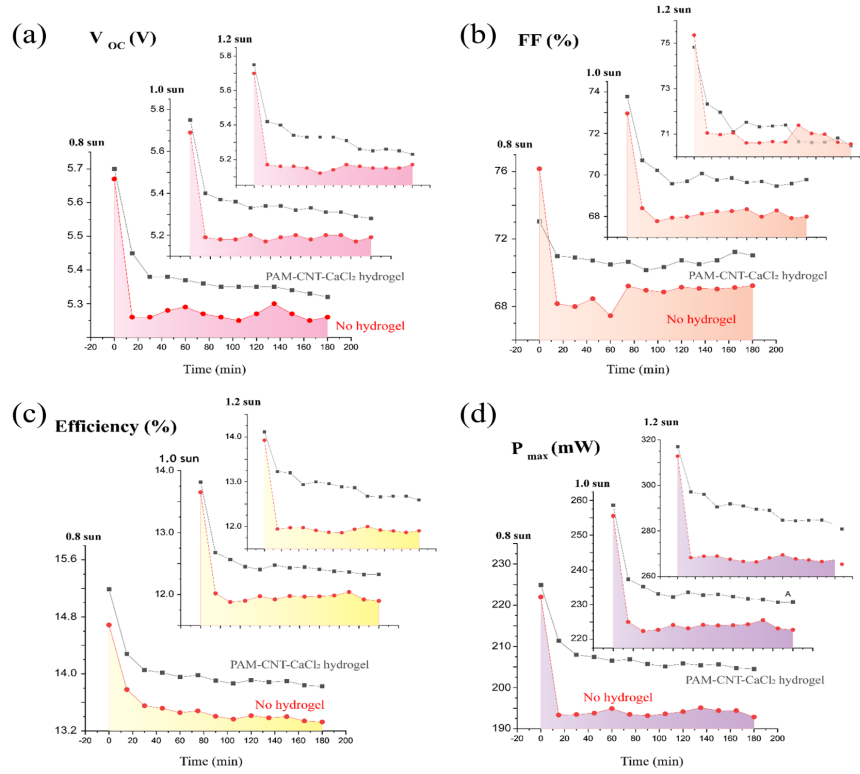 (a)
V OC (V)
1.2 sun
5.8
5.6
5.4
5.2
1.0 sun
5.8
5.6
5.4
5.2
0.8 sun
5.7
5.5
5.4
5.3
PAM-CNT-CaCl₂ hydrogel
No hydrogel
-20 0 20 40 60 80 100 120 140 160 180 200
Time (min)
(b)
FF (%)
1.2 sun
75
73
71
1.0 sun
74
72
70
68
0.8 sun
76
74
72
70
68
66
PAM-CNT-CaCl₂ hydrogel
No hydrogel
-20 0 20 40 60 80 100 120 140 160 180 200
Time (min)
(c)
Efficiency (%)
1.2 sun
14.0
13.0
12.0
1.0 sun
14.0
13.0
12.0
0.8 sun
15.6
14.8
14.0
13.2
PAM-CNT-CaCl₂ hydrogel
No hydrogel
-20 0 20 40 60 80 100 120 140 160 180 200
Time (min)
(d)
P max (mW)
1.2 sun
320
300
280
260
1.0 sun
260
250
240
230
220
A
0.8 sun
225
220
210
205
200
195
190
PAM-CNT-CaCl₂ hydrogel
No hydrogel
-20 0 20 40 60 80 100 120 140 160 180 200
Time (min)